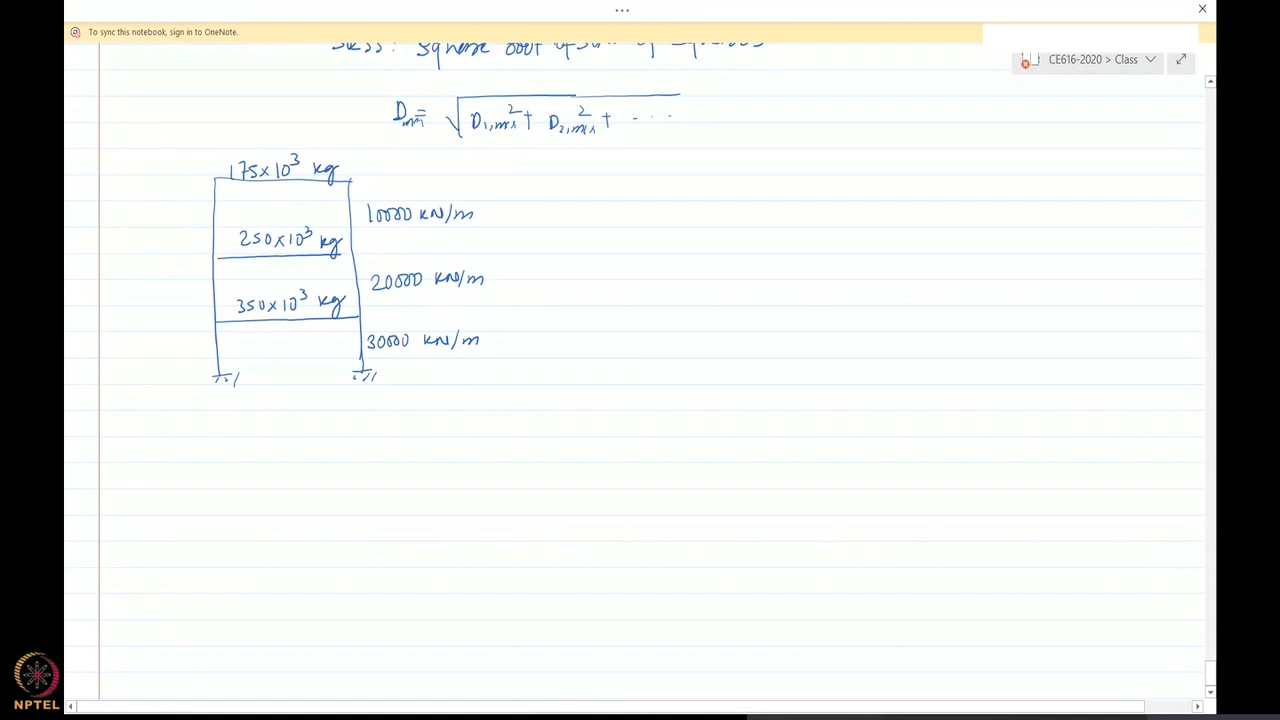 To sync this notebook, sign in to OneNote.
CE616-2020 > Class
SRSS: Square root of sum of squares
D = √(D1,max² + D2,max² + ....
175×10³ kg
10000 kN/m
250×10³ kg
20000 kN/m
350×10³ kg
30000 kN/m
NPTEL